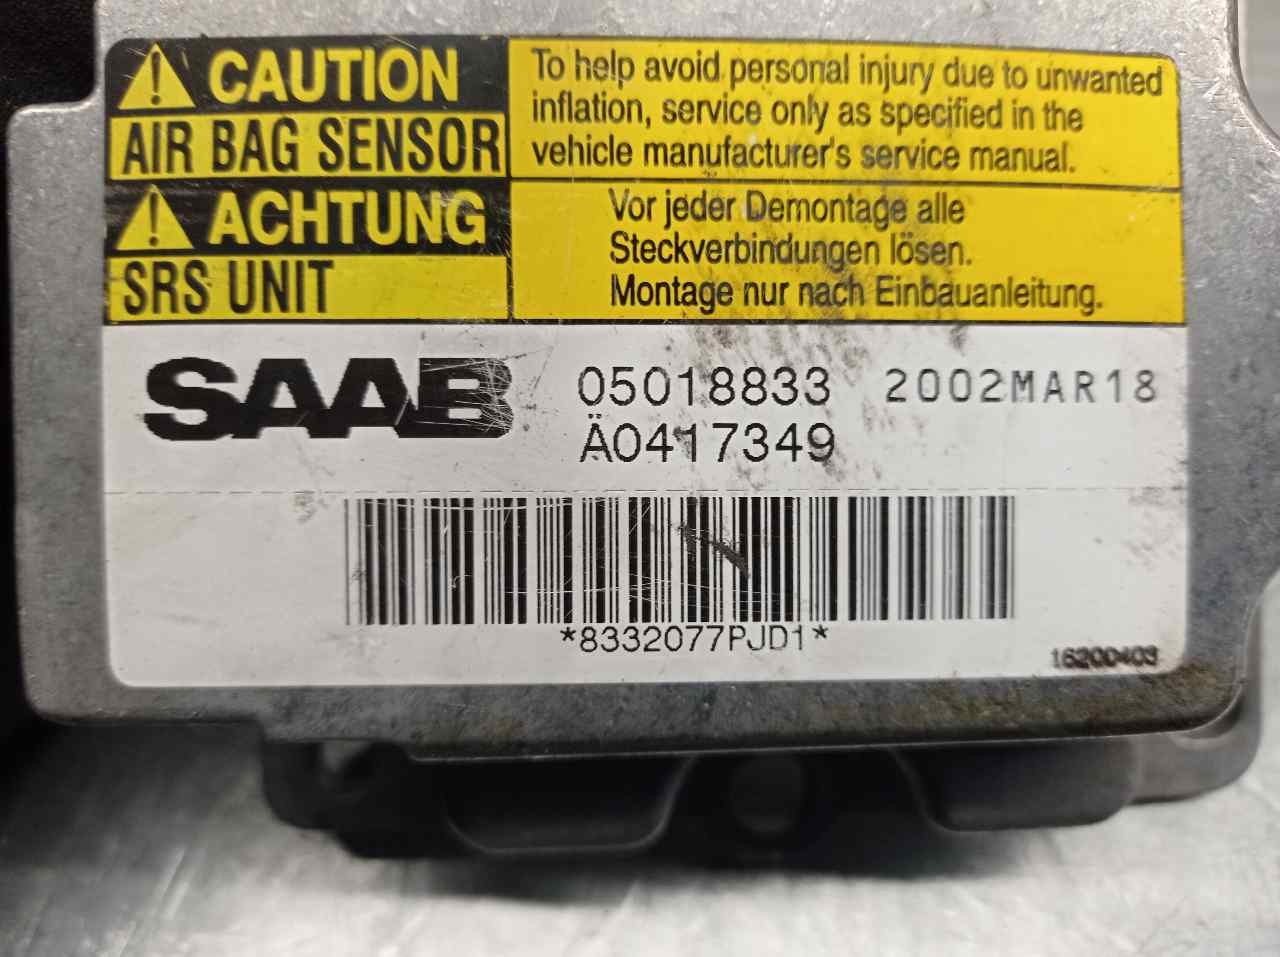 CAUTION
AIR BAG SENSOR
To help avoid personal injury due to unwanted
inflation, service only as specified in the
vehicle manufacturer's service manual.
ACHTUNG
SRS UNIT
Vor jeder Demontage alle
Steckverbindungen lösen.
Montage nur nach Einbauanleitung.
SAAB 05018833 2002MAR18
Ä0417349
*8332077PJD1*
16200403